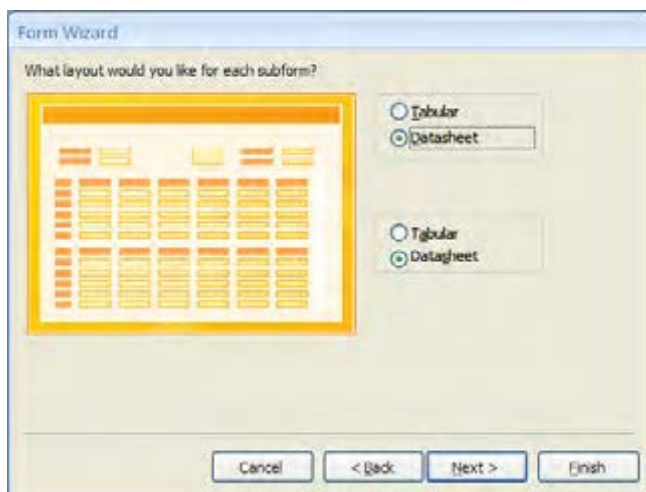 Form Wizard
What layout would you like for each subform?
Tabular
Datasheet
Tabular
Datasheet
Cancel
< Back
Next >
Finish